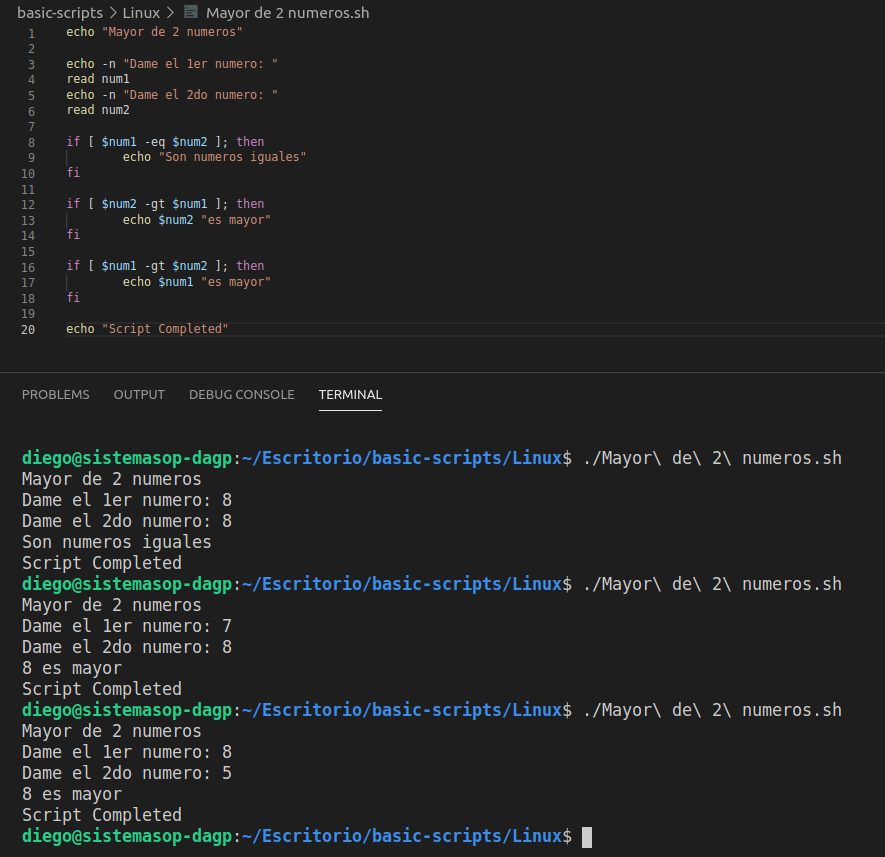 basic-scripts > Linux > Mayor de 2 numeros.sh
1 echo "Mayor de 2 numeros"
2
3 echo -n "Dame el 1er numero: "
4 read num1
5 echo -n "Dame el 2do numero: "
6 read num2
7
8 if [ $num1 -eq $num2 ]; then
9 echo "Son numeros iguales"
10 fi
11
12 if [ $num2 -gt $num1 ]; then
13 echo $num2 "es mayor"
14 fi
15
16 if [ $num1 -gt $num2 ]; then
17 echo $num1 "es mayor"
18 fi
19
20 echo "Script Completed"
PROBLEMS OUTPUT DEBUG CONSOLE TERMINAL
diego@sistemasop-dagp:~/Escritorio/basic-scripts/Linux$ ./Mayor\ de\ 2\ numeros.sh
Mayor de 2 numeros
Dame el 1er numero: 8
Dame el 2do numero: 8
Son numeros iguales
Script Completed
diego@sistemasop-dagp:~/Escritorio/basic-scripts/Linux$ ./Mayor\ de\ 2\ numeros.sh
Mayor de 2 numeros
Dame el 1er numero: 7
Dame el 2do numero: 8
8 es mayor
Script Completed
diego@sistemasop-dagp:~/Escritorio/basic-scripts/Linux$ ./Mayor\ de\ 2\ numeros.sh
Mayor de 2 numeros
Dame el 1er numero: 8
Dame el 2do numero: 5
8 es mayor
Script Completed
diego@sistemasop-dagp:~/Escritorio/basic-scripts/Linux$